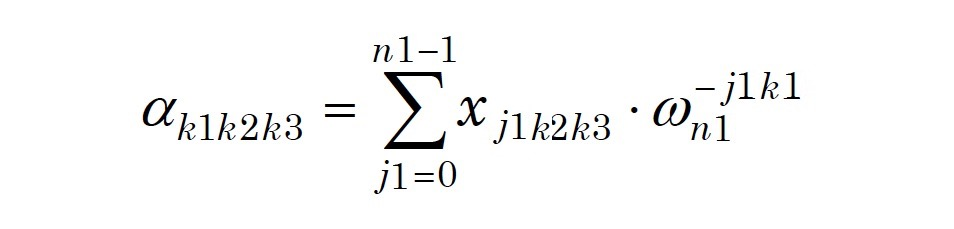 α_{k1k2k3} = \sum_{j1=0}^{n1-1} x_{j1k2k3} · ω_{n1}^{-j1k1}